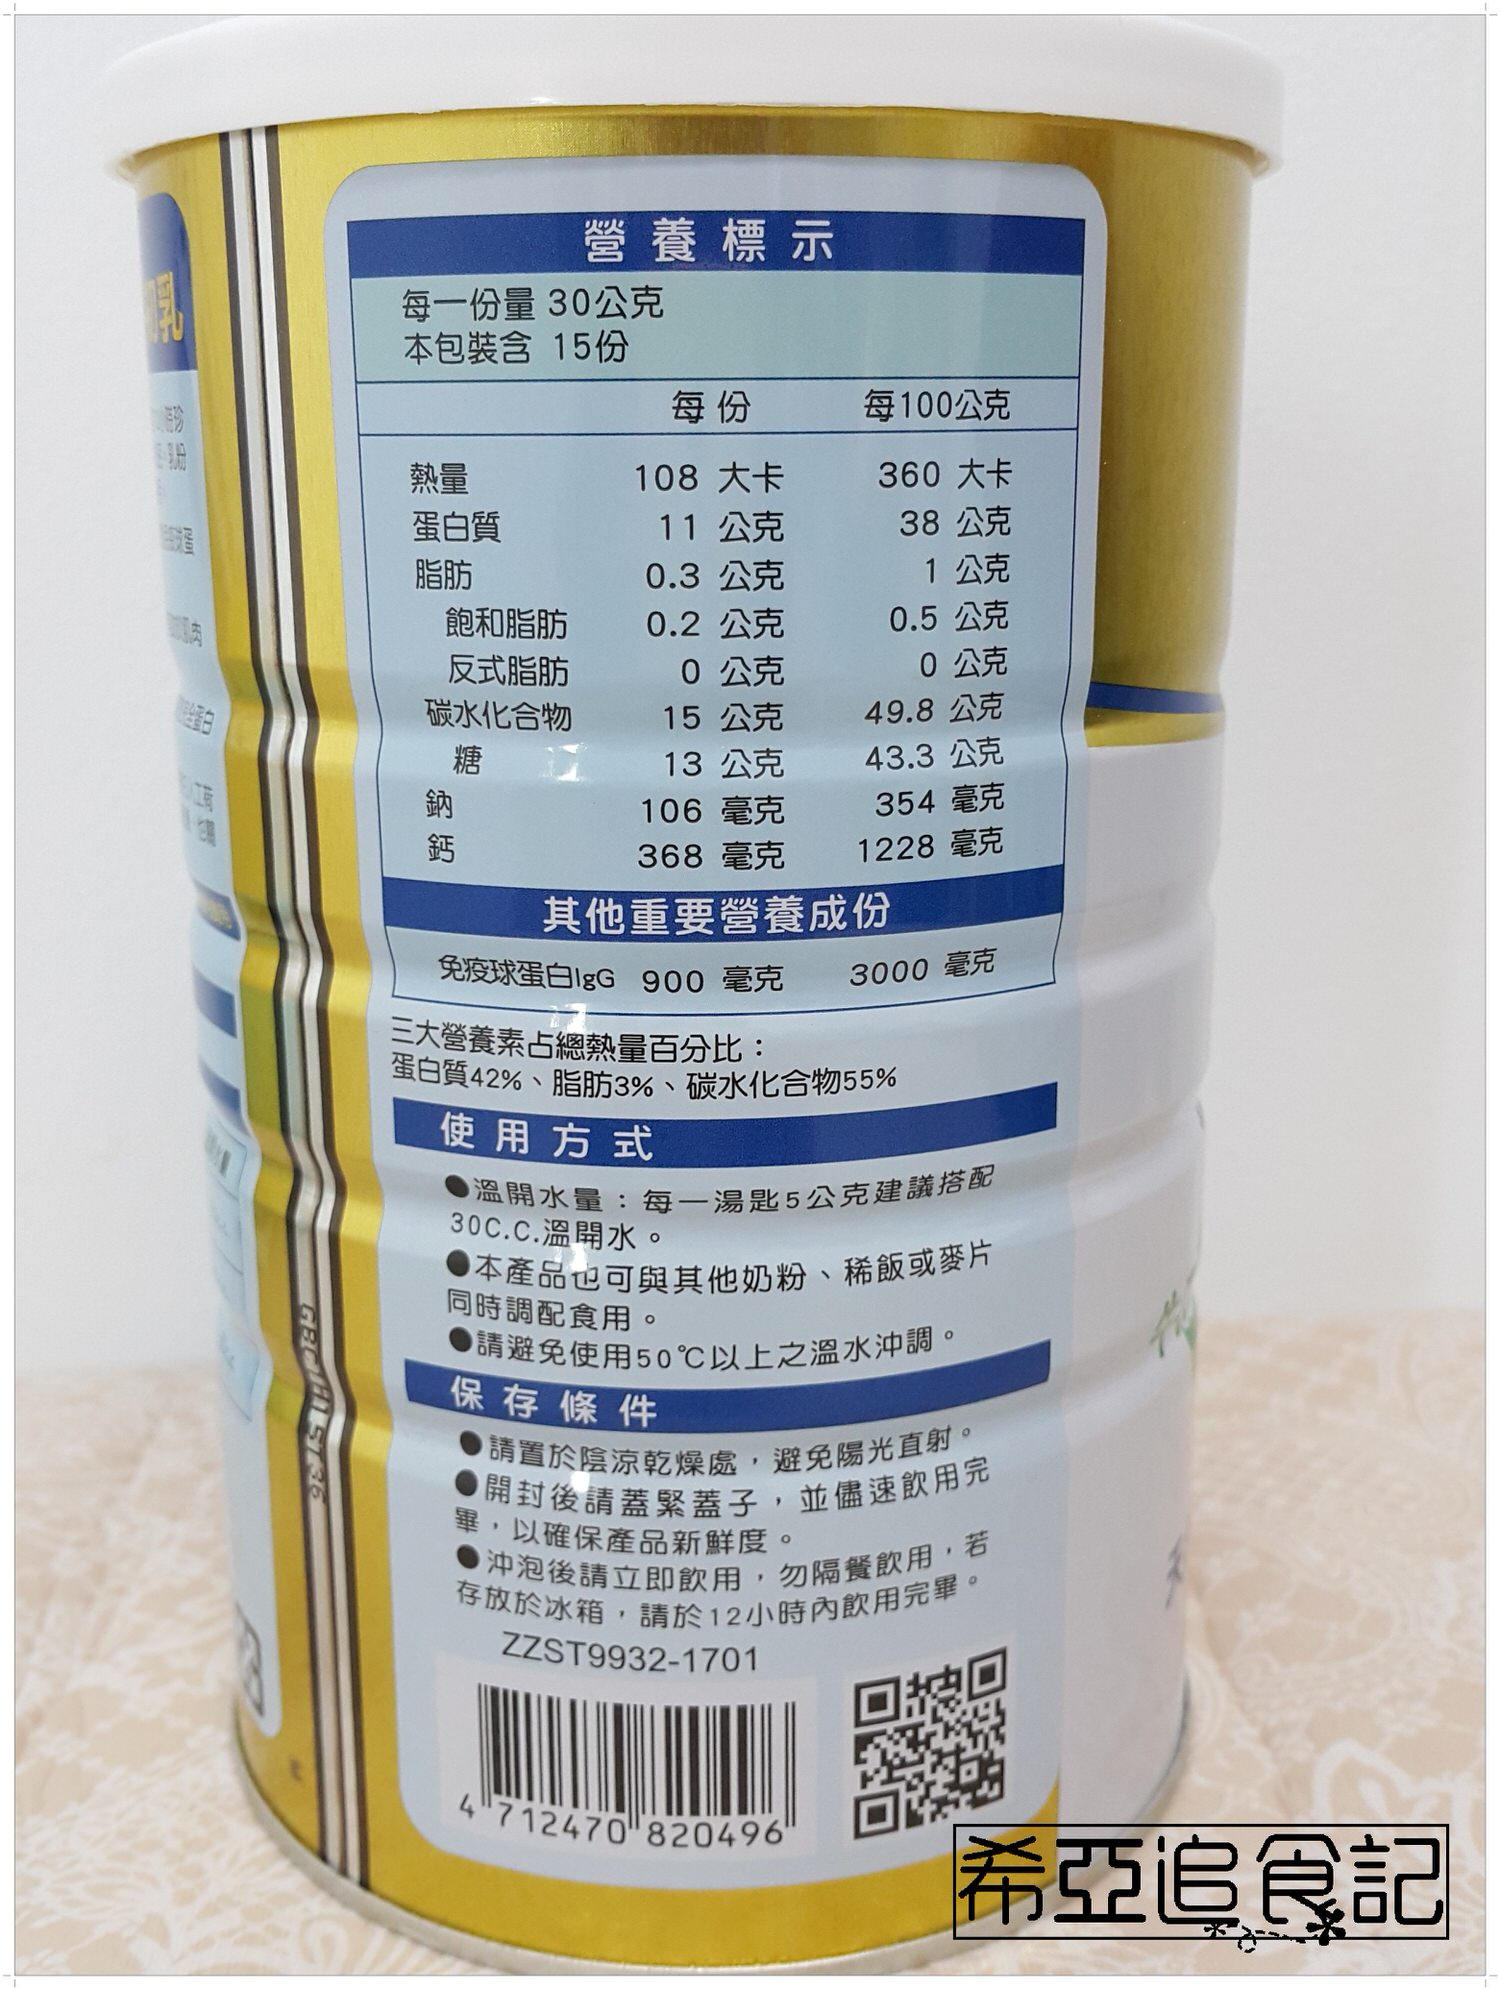 營養標示
每一份量 30公克
本包裝含 15份
每份 每100公克
熱量 108 大卡 360 大卡
蛋白質 11 公克 38 公克
脂肪 0.3 公克 1 公克
飽和脂肪 0.2 公克 0.5 公克
反式脂肪 0 公克 0 公克
碳水化合物 15 公克 49.8 公克
糖 13 公克 43.3 公克
鈉 106 毫克 354 毫克
鈣 368 毫克 1228 毫克
其他重要營養成份
免疫球蛋白IgG 900 毫克 3000 毫克
三大營養素占總熱量百分比：
蛋白質42%、脂肪3%、碳水化合物55%
使用方式
●溫開水量：每一湯匙5公克建議搭配
30C.C.溫開水。
●本產品也可與其他奶粉、稀飯或麥片
同時調配食用。
●請避免使用50℃以上之溫水沖調。
保存條件
●請置於陰涼乾燥處，避免陽光直射。
●開封後請蓋緊蓋子，並儘速飲用完
畢，以確保產品新鮮度。
●沖泡後請立即飲用，勿隔餐飲用，若
存放於冰箱，請於12小時內飲用完畢。
ZZST9932-1701
4 712470 820496
希亞追食記